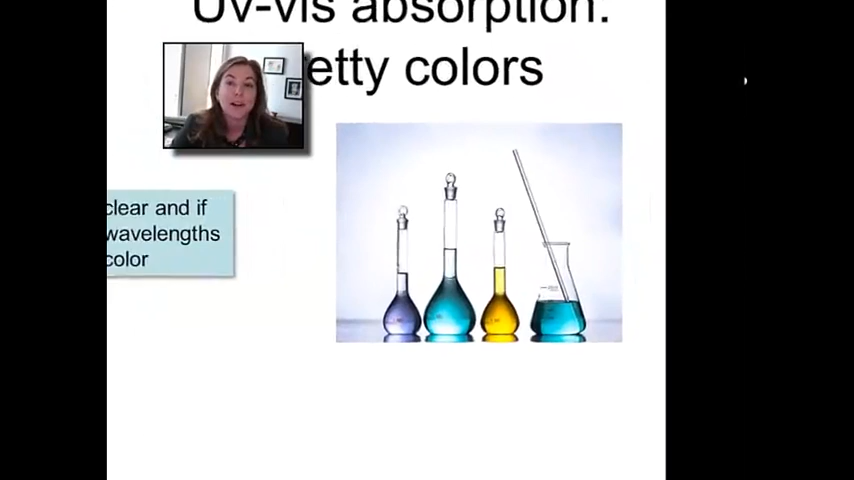 Uv-vis absorption:
etty colors
clear and if
wavelengths
color